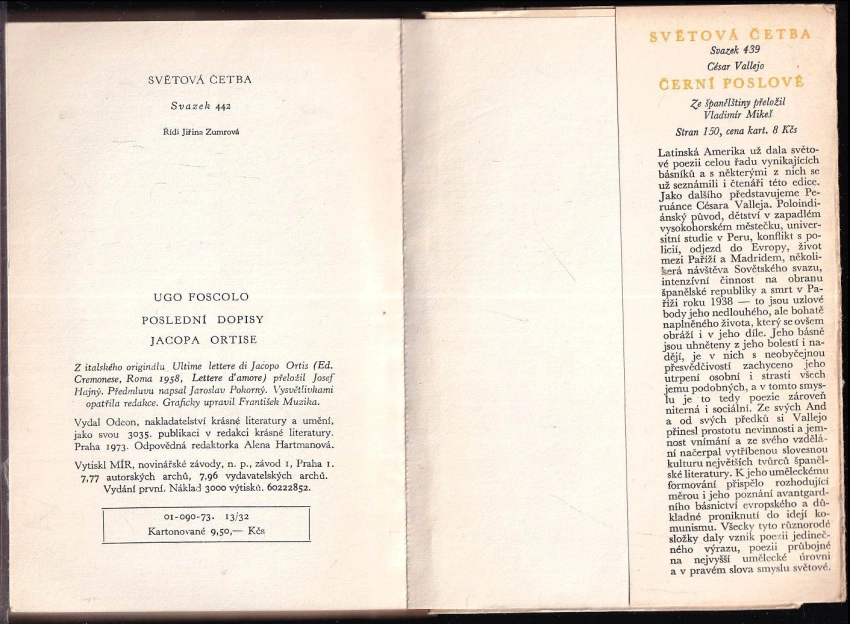 SVĚTOVÁ ČETBA
Svazek 442
Řídí Jiřina Zumrová
UGO FOSCOLO
POSLEDNÍ DOPISY
JACOPA ORTISE
Z italského originálu Ultime lettere di Jacopo Ortis (Ed.
Cremonese, Roma 1958, Lettere d'amore) přeložil Josef
Hajný. Předmluvu napsal Jaroslav Pokorný. Vysvětlivkami
opatřila redakce. Graficky upravil František Muzika.
Vydal Odeon, nakladatelství krásné literatury a umění,
jako svou 3035. publikaci v redakci krásné literatury.
Praha 1973. Odpovědná redaktorka Alena Hartmanová.
Vytiskl MÍR, novinářské závody, n. p., závod 1, Praha 1.
7,77 autorských archů, 7,96 vydavatelských archů.
Vydání první. Náklad 3000 výtisků. 60222852.
01-090-73. 13/32
Kartonované 9,50,— Kčs
SVĚTOVÁ ČETBA
Svazek 439
César Vallejo
ČERNÍ POSLOVÉ
Ze španělštiny přeložil
Vladimír Mikeš
Stran 150, cena kart. 8 Kčs
Latinská Amerika už dala světo-
vé poezii celou řadu vynikajících
básníků a s některými z nich se
už seznámili i čtenáři této edice.
Jako dalšího představujeme Pe-
ruánce Césara Valleja. Poloindi-
ánský původ, dětství v zapadlém
vysokohorském městečku, univer-
sitní studie v Peru, konflikt s po-
licií, odjezd do Evropy, život
mezi Paříží a Madridem, několi-
kerá návštěva Sovětského svazu,
intenzívní činnost na obranu
španělské republiky a smrt v Pa-
říži roku 1938 — to jsou uzlové
body jeho nedlouhého, ale bohatě
naplněného života, který se ovšem
obráží i v jeho díle. Jeho básně
jsou uhněteny z jeho bolestí i na-
dějí, je v nich s neobyčejnou
přesvědčivostí zachyceno jeho
utrpení osobní i strasti všech
jemu podobných, a v tomto smys-
lu je to tedy poezie zároveň
niterná i sociální. Ze svých And
a od svých předků si Vallejo
přinesl prostotu nevinnosti a jem-
nost vnímání a ze svého vzdělá-
ní načerpal vytříbenou slovesnou
kulturu největších tvůrců španěl-
ské literatury. K jeho uměleckému
formování přispělo rozhodující
měrou i jeho poznání avantgard-
ního básnictví evropského a dů-
kladné proniknutí do idejí ko-
munismu. Všecky tyto různorodé
složky daly vznik poezii jedineč-
ného výrazu, poezii průbojné
na nejvyšší umělecké úrovni
a v pravém slova smyslu světové.